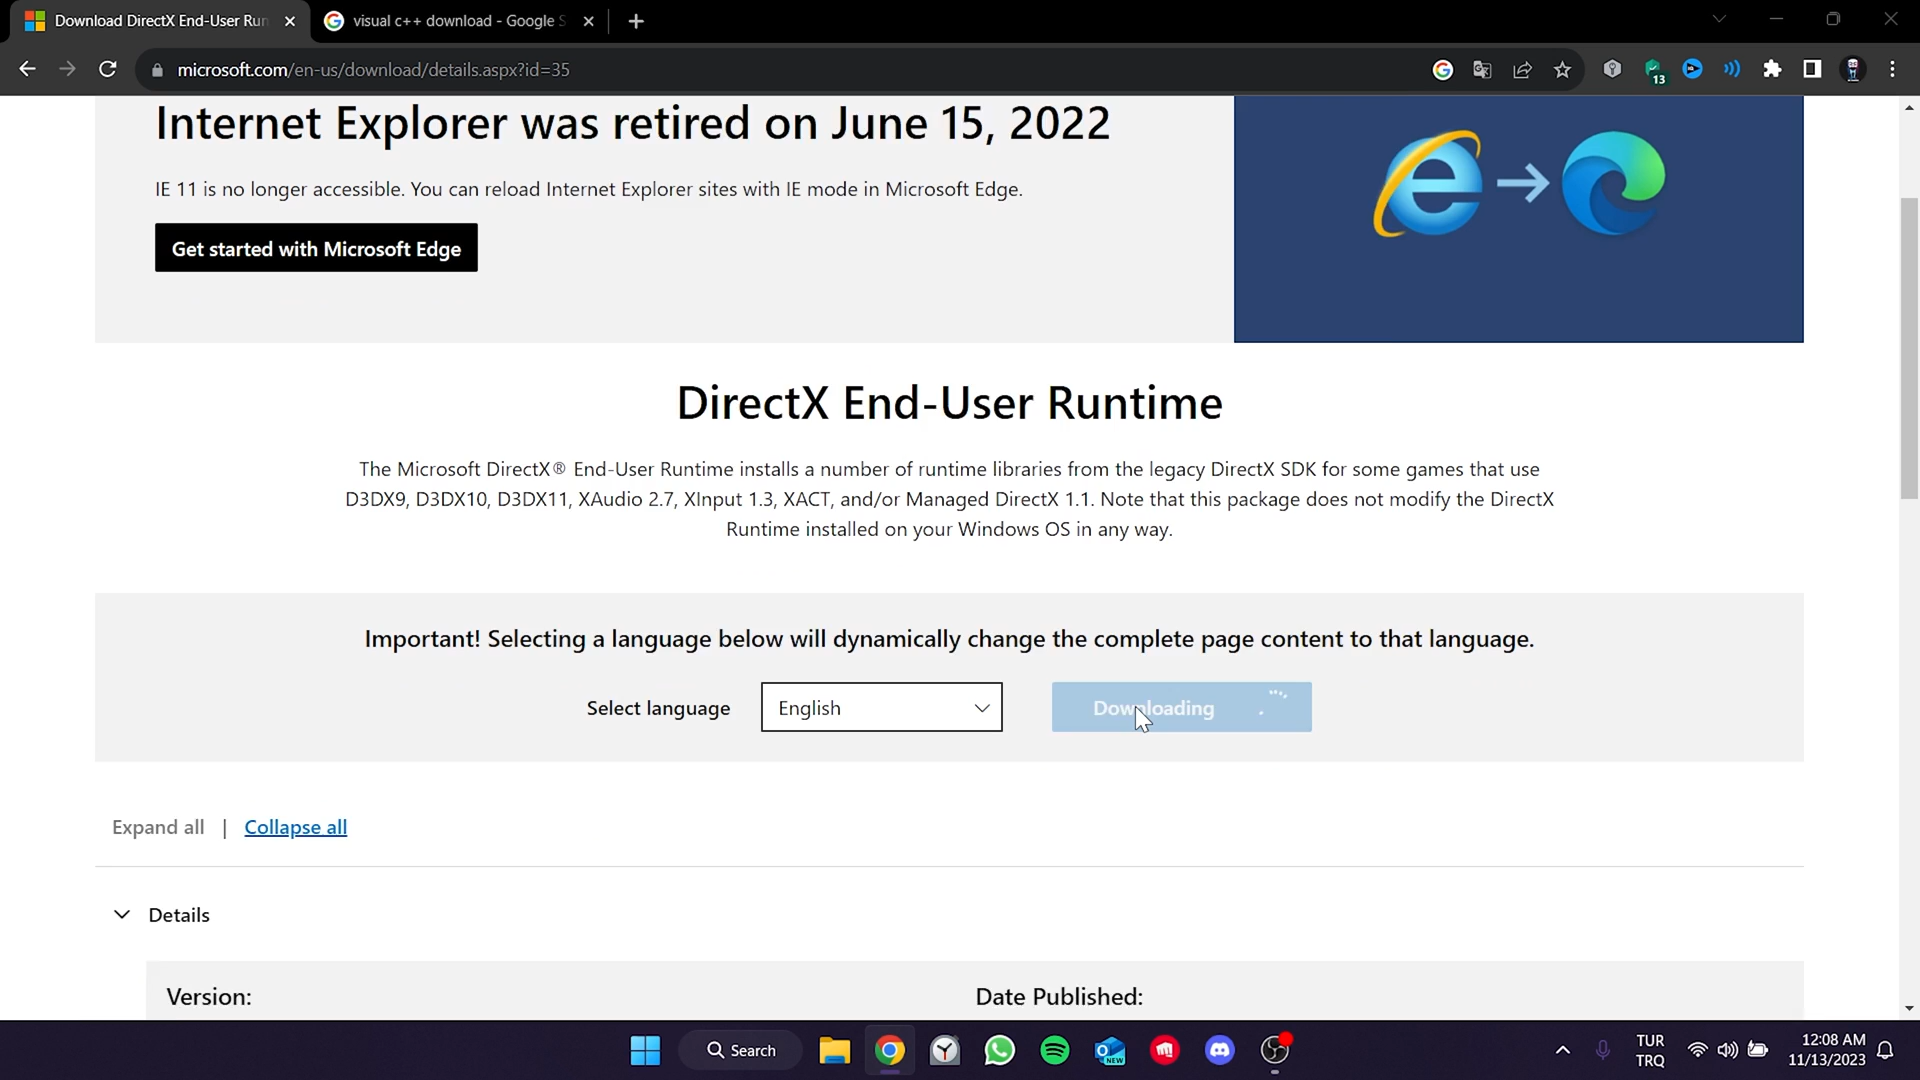 Download DirectX End-User Run
visual c++ download - Google S
microsoft.com/en-us/download/details.aspx?id=35
13
Internet Explorer was retired on June 15, 2022
IE 11 is no longer accessible. You can reload Internet Explorer sites with IE mode in Microsoft Edge.
Get started with Microsoft Edge
DirectX End-User Runtime
The Microsoft DirectX® End-User Runtime installs a number of runtime libraries from the legacy DirectX SDK for some games that use
D3DX9, D3DX10, D3DX11, XAudio 2.7, XInput 1.3, XACT, and/or Managed DirectX 1.1. Note that this package does not modify the DirectX
Runtime installed on your Windows OS in any way.
Important! Selecting a language below will dynamically change the complete page content to that language.
Select language
English
Downloading
Expand all | Collapse all
Details
Version:
Date Published:
Search
NEW
TUR
TRQ
12:08 AM
11/13/2023